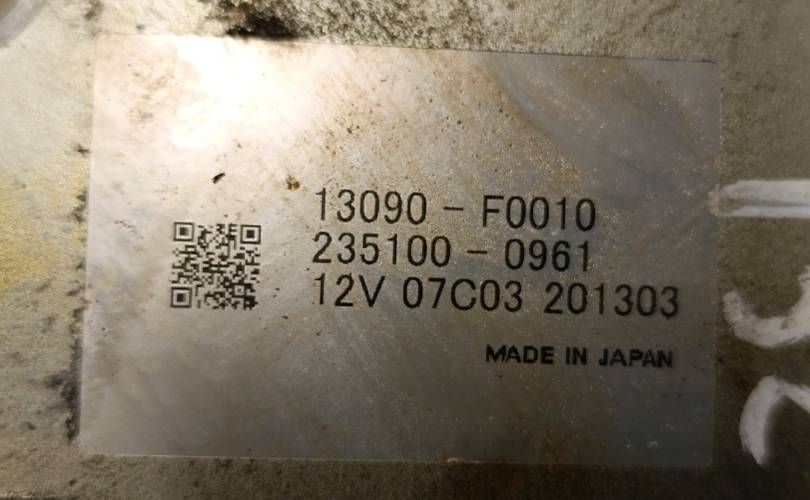 13090 - F0010
235100 - 0961
12V 07C03 201303
MADE IN JAPAN